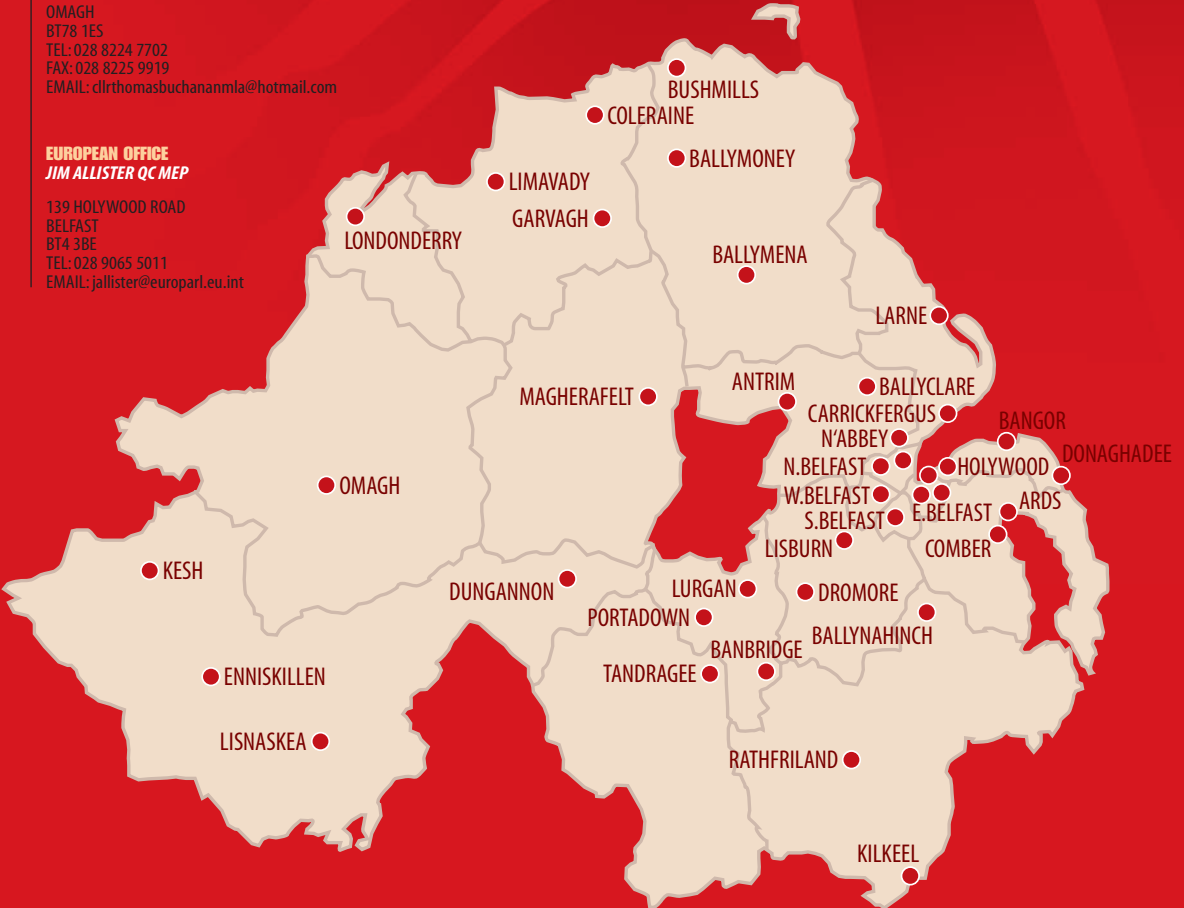 OMAGH
BT78 1ES
TEL: 028 8224 7702
FAX: 028 8225 9919
EMAIL: cllrthomasbuchananmla@hotmail.com
EUROPEAN OFFICE
JIM ALLISTER QC MEP
139 HOLYWOOD ROAD
BELFAST
BT4 3BE
TEL: 028 9065 5011
EMAIL: jallister@europarl.eu.int
BUSHMILLS
COLERAINE
BALLYMONEY
LIMAVADY
GARVAGH
LONDONDERRY
BALLYMENA
LARNE
ANTRIM
BALLYCLARE
MAGHERAFELT
CARRICKFERGUS
BANGOR
N'ABBEY
DONAGHADEE
N.BELFAST
HOLYWOOD
OMAGH
W.BELFAST
ARDS
S.BELFAST
E.BELFAST
LISBURN
COMBER
KESH
DUNGANNON
LURGAN
DROMORE
PORTADOWN
BALLYNAHINCH
BANBRIDGE
TANDRAGEE
ENNISKILLEN
LISNASKEA
RATHFRILAND
KILKEEL